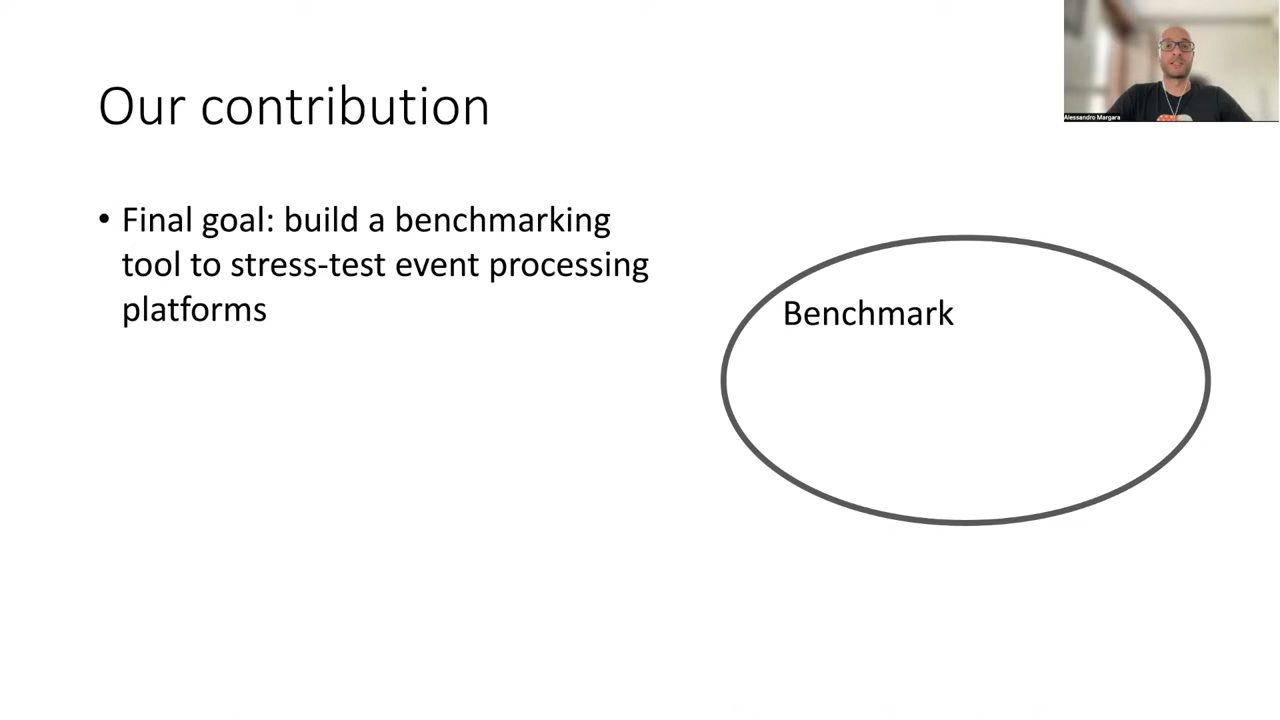 Our contribution
• Final goal: build a benchmarking
tool to stress-test event processing
platforms
Benchmark
Alessandro Margara